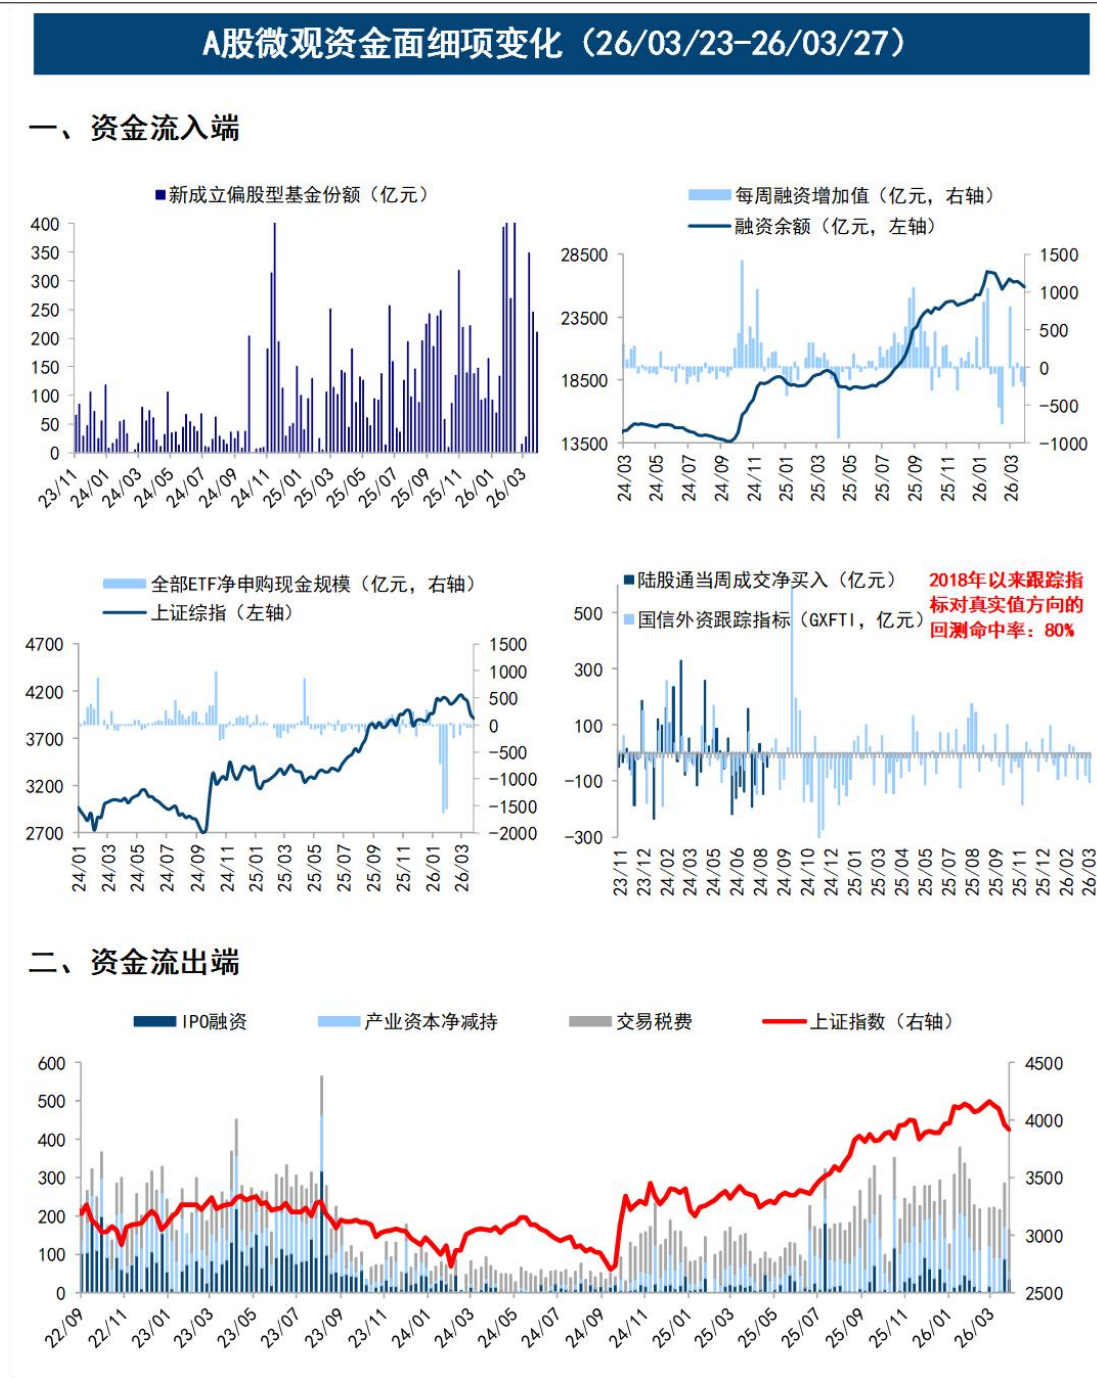 A股微观资金面细项变化（26/03/23-26/03/27）
一、资金流入端
新成立偏股型基金份额（亿元）
400
350
300
250
200
150
100
50
0
23/11 24/01 24/03 24/05 24/07 24/09 24/11 25/01 25/03 25/05 25/07 25/09 25/11 26/01 26/03
每周融资增加值（亿元，右轴）
融资余额（亿元，左轴）
28500 1500
1000
23500 500
0
18500 -500
13500 -1000
24/03 24/05 24/07 24/09 24/11 25/01 25/03 25/05 25/07 25/09 25/11 26/01 26/03
全部ETF净申购现金规模（亿元，右轴）
上证综指（左轴）
4700 1500
1000
4200 500
0
3700 -500
-1000
3200 -1500
2700 -2000
24/01 24/03 24/05 24/07 24/09 24/11 25/01 25/03 25/05 25/07 25/09 25/11 26/01 26/03
陆股通当周成交净买入（亿元）
国信外资跟踪指标（GXFTI，亿元）
2018年以来跟踪指
标对真实值方向的
回测命中率：80%
500
300
100
-100
-300
23/11 23/12 24/02 24/03 24/05 24/06 24/08 24/09 24/10 24/11 24/12 25/01 25/03 25/04 25/05 25/06 25/08 25/09 25/11 25/12 26/02 26/03
二、资金流出端
IPO融资 产业资本净减持 交易税费 上证指数（右轴）
600 4500
500
400 4000
300 3500
200 3000
100
0 2500
22/09 22/11 23/01 23/03 23/05 23/07 23/09 23/11 24/01 24/03 24/05 24/07 24/09 24/11 25/01 25/03 25/05 25/07 25/09 25/11 26/01 26/03